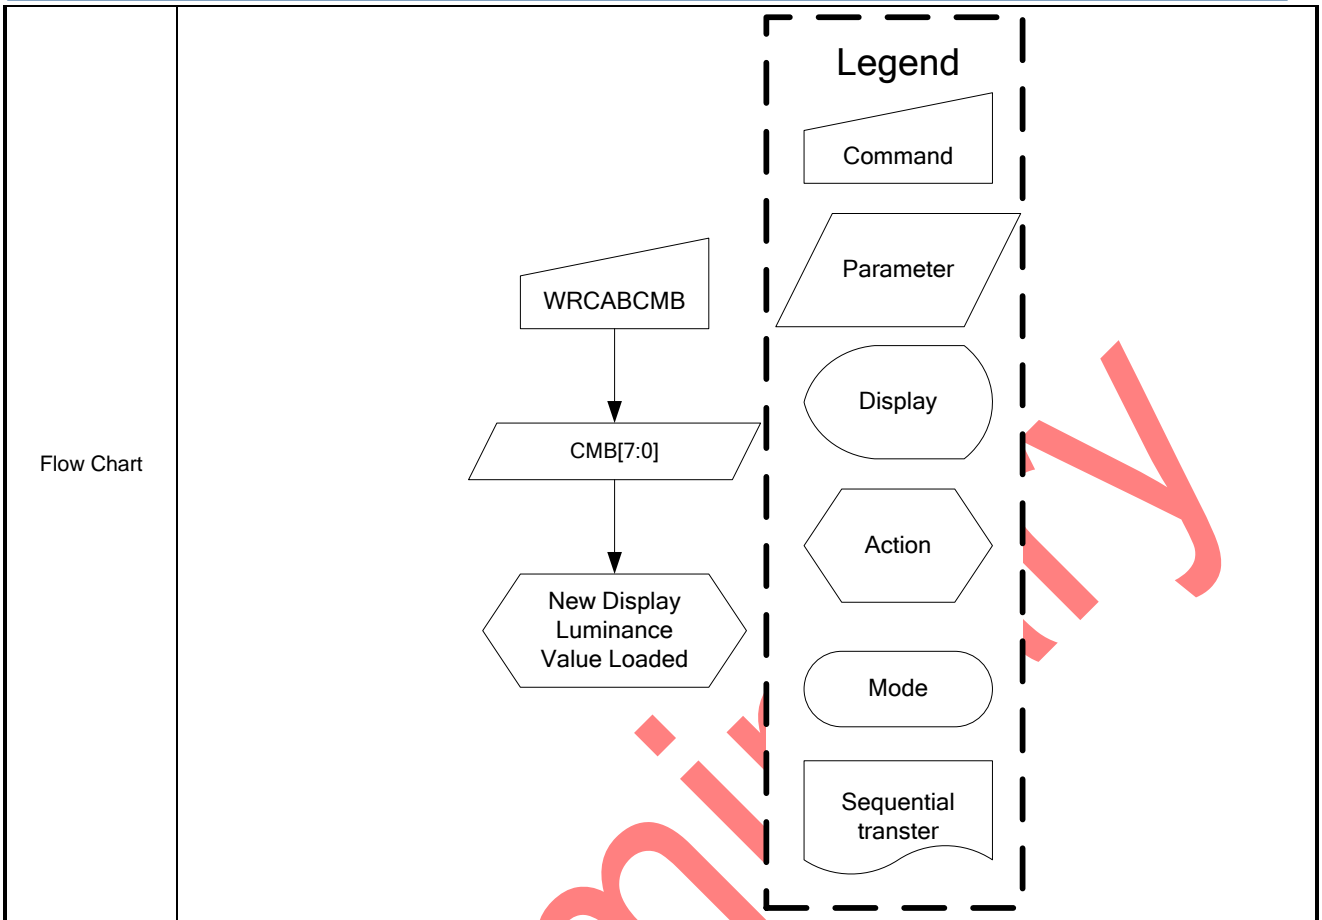 Flow Chart
WRCABCMB
CMB[7:0]
New Display
Luminance
Value Loaded
Legend
Command
Parameter
Display
Action
Mode
Sequential
transter